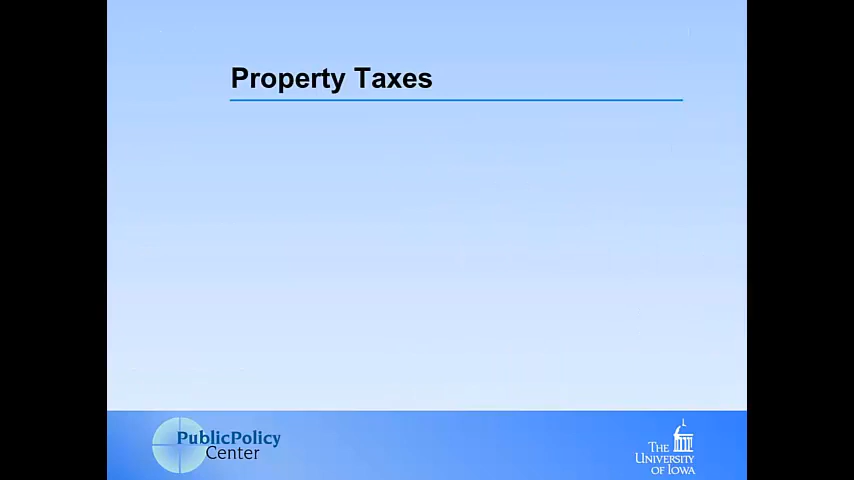 Property Taxes
PublicPolicy
Center
THE
UNIVERSITY
OF IOWA